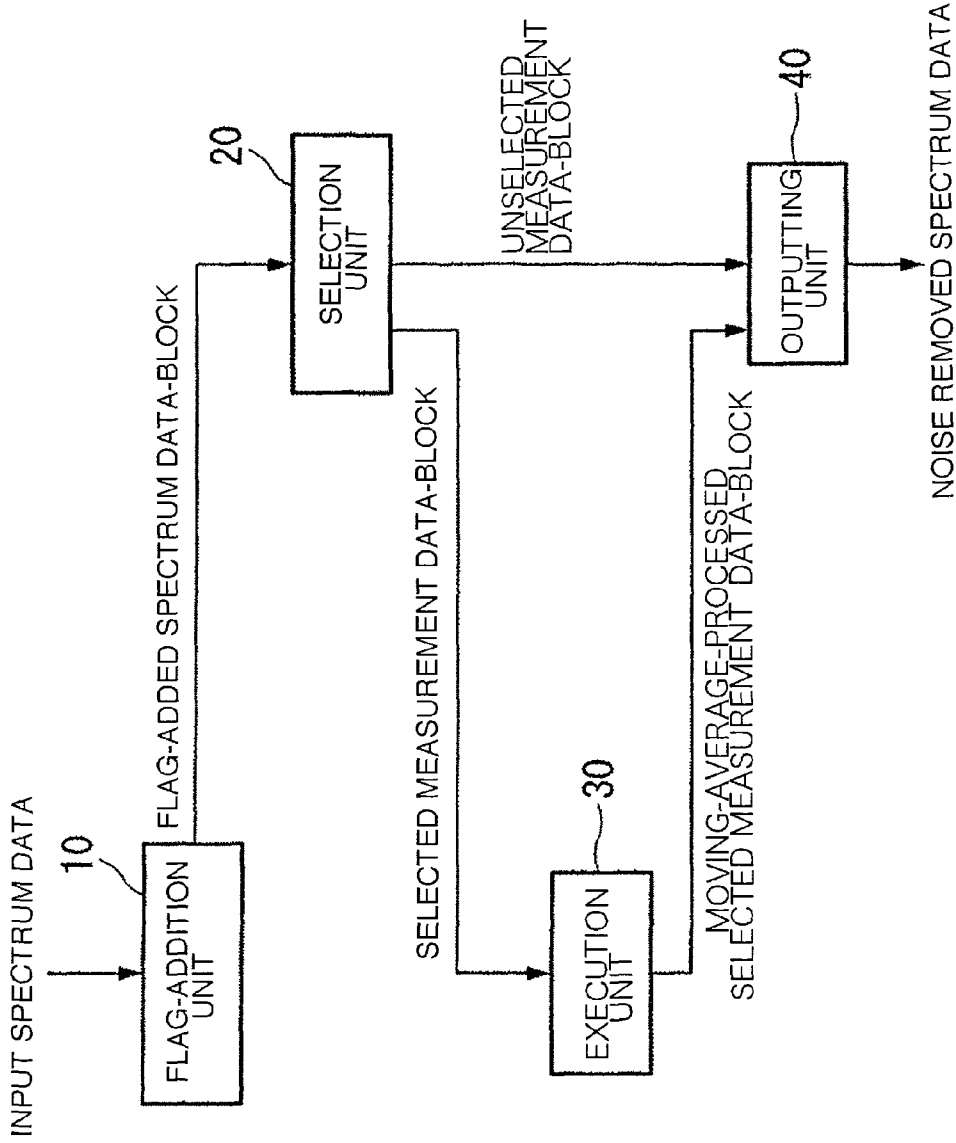 INPUT SPECTRUM DATA
10
FLAG-ADDITION
UNIT
FLAG-ADDED SPECTRUM DATA-BLOCK
20
SELECTION
UNIT
SELECTED MEASUREMENT DATA-BLOCK
UNSELECTED
MEASUREMENT
DATA-BLOCK
30
EXECUTION
UNIT
MOVING-AVERAGE-PROCESSED
SELECTED MEASUREMENT DATA-BLOCK
40
OUTPUTTING
UNIT
NOISE REMOVED SPECTRUM DATA